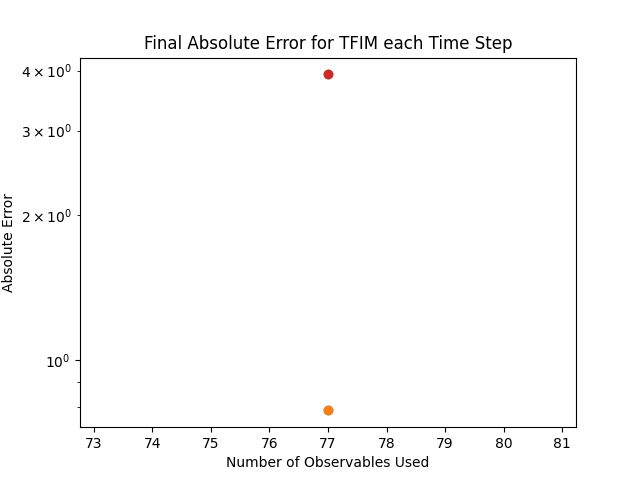 Final Absolute Error for TFIM each Time Step
4 × 10⁰
3 × 10⁰
2 × 10⁰
10⁰
Absolute Error
73 74 75 76 77 78 79 80 81
Number of Observables Used